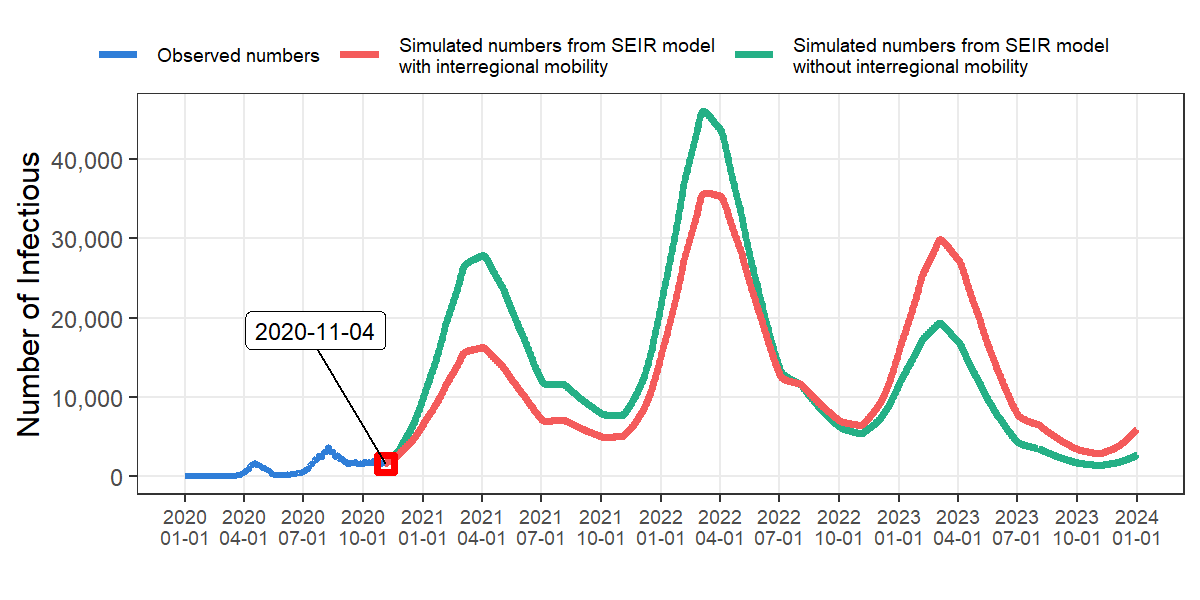 Observed numbers
Simulated numbers from SEIR model
with interregional mobility
Simulated numbers from SEIR model
without interregional mobility
Number of Infectious
40,000
30,000
20,000
10,000
0
2020-11-04
2020 2020 2020 2020 2021 2021 2021 2021 2022 2022 2022 2022 2023 2023 2023 2023 2024
01-01 04-01 07-01 10-01 01-01 04-01 07-01 10-01 01-01 04-01 07-01 10-01 01-01 04-01 07-01 10-01 01-01